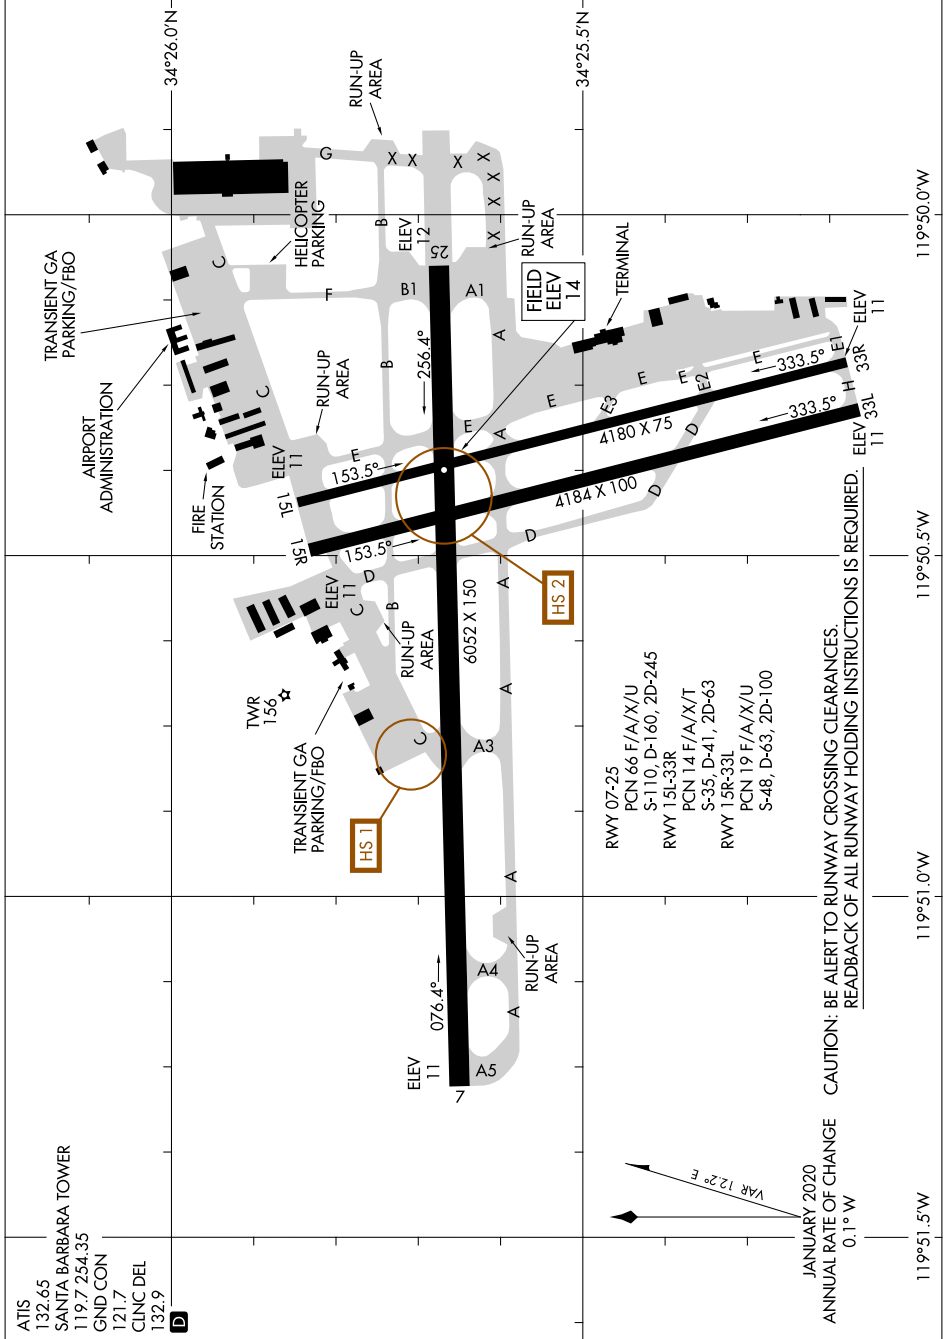 ATIS
132.65
SANTA BARBARA TOWER
119.7 254.35
GND CON
121.7
CLNC DEL
132.9
D
34°26.0'N
34°25.5'N
119°50.0'W
119°50.5'W
119°51.0'W
119°51.5'W
RUN-UP
AREA
G
X
X
X
X
X
X
X
TRANSIENT GA
PARKING/FBO
HELICOPTER
PARKING
C
B
ELEV
12
25
RUN-UP
AREA
F
B1
A1
FIELD
ELEV
14
TERMINAL
AIRPORT
ADMINISTRATION
RUN-UP
AREA
C
B
256.4°
A
E
E
E
E
E
E1
E2
E3
ELEV
11
33R
333.5°
H
333.5°
ELEV
11
33L
FIRE
STATION
ELEV
11
15L
E
153.5°
A
4180 X 75
D
D
4184 X 100
15R
153.5°
D
D
ELEV
11
C
B
RUN-UP
AREA
6052 X 150
A
HS 2
TWR
156
TRANSIENT GA
PARKING/FBO
C
A
A3
HS 1
RWY 07-25
PCN 66 F/A/X/U
S-110, D-160, 2D-245
RWY 15L-33R
PCN 14 F/A/X/T
S-35, D-41, 2D-63
RWY 15R-33L
PCN 19 F/A/X/U
S-48, D-63, 2D-100
A
RUN-UP
AREA
A4
076.4°
A
ELEV
11
A5
7
VAR 12.2° E
JANUARY 2020
ANNUAL RATE OF CHANGE
0.1° W
CAUTION: BE ALERT TO RUNWAY CROSSING CLEARANCES.
READBACK OF ALL RUNWAY HOLDING INSTRUCTIONS IS REQUIRED.